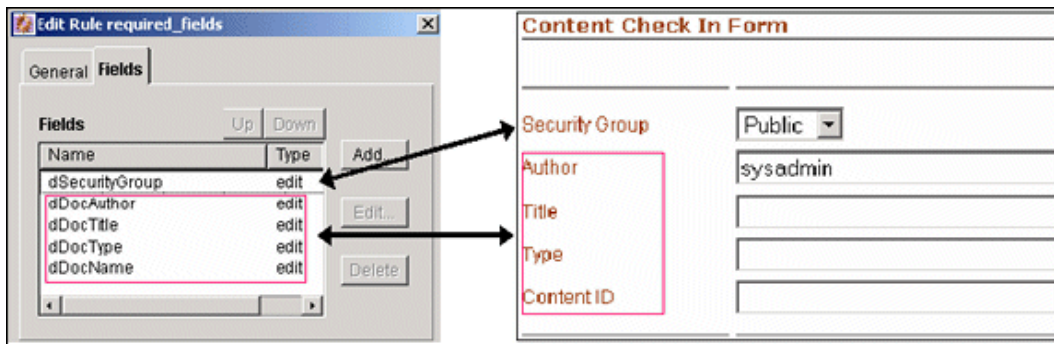 Edit Rule required_fields
General Fields
Fields Up Down
Name Type Add...
dSecurityGroup edit
dDocAuthor edit
dDocTitle edit
dDocType edit
dDocName edit
Edit...
Delete
Content Check In Form
Security Group Public
Author sysadmin
Title
Type
Content ID